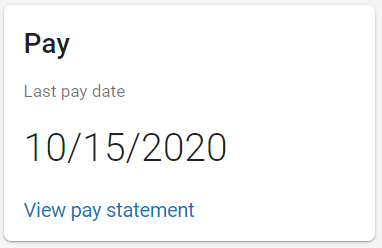 Pay
Last pay date
10/15/2020
View pay statement